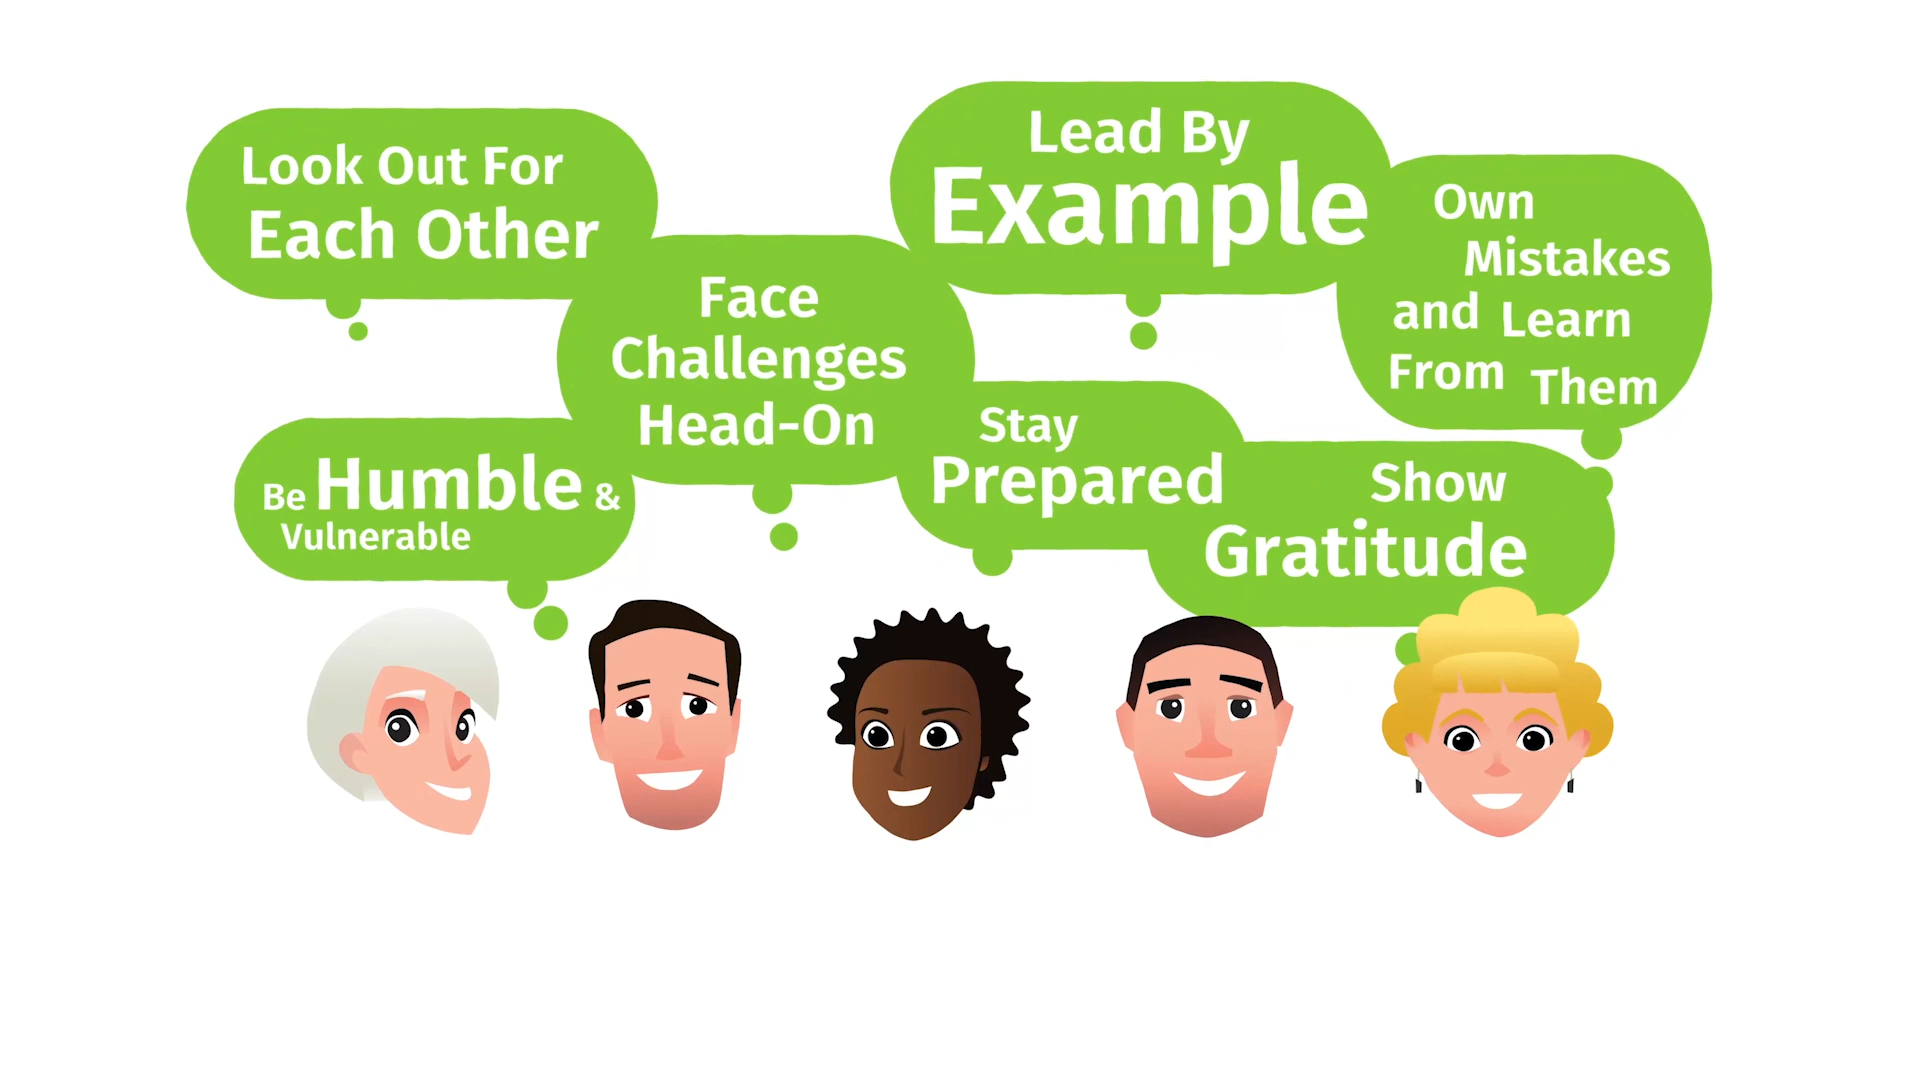 Look Out For
Each Other
Lead By
Example
Own
Mistakes
and Learn
From Them
Face
Challenges
Head-On
Stay
Prepared
Be Humble &
Vulnerable
Show
Gratitude